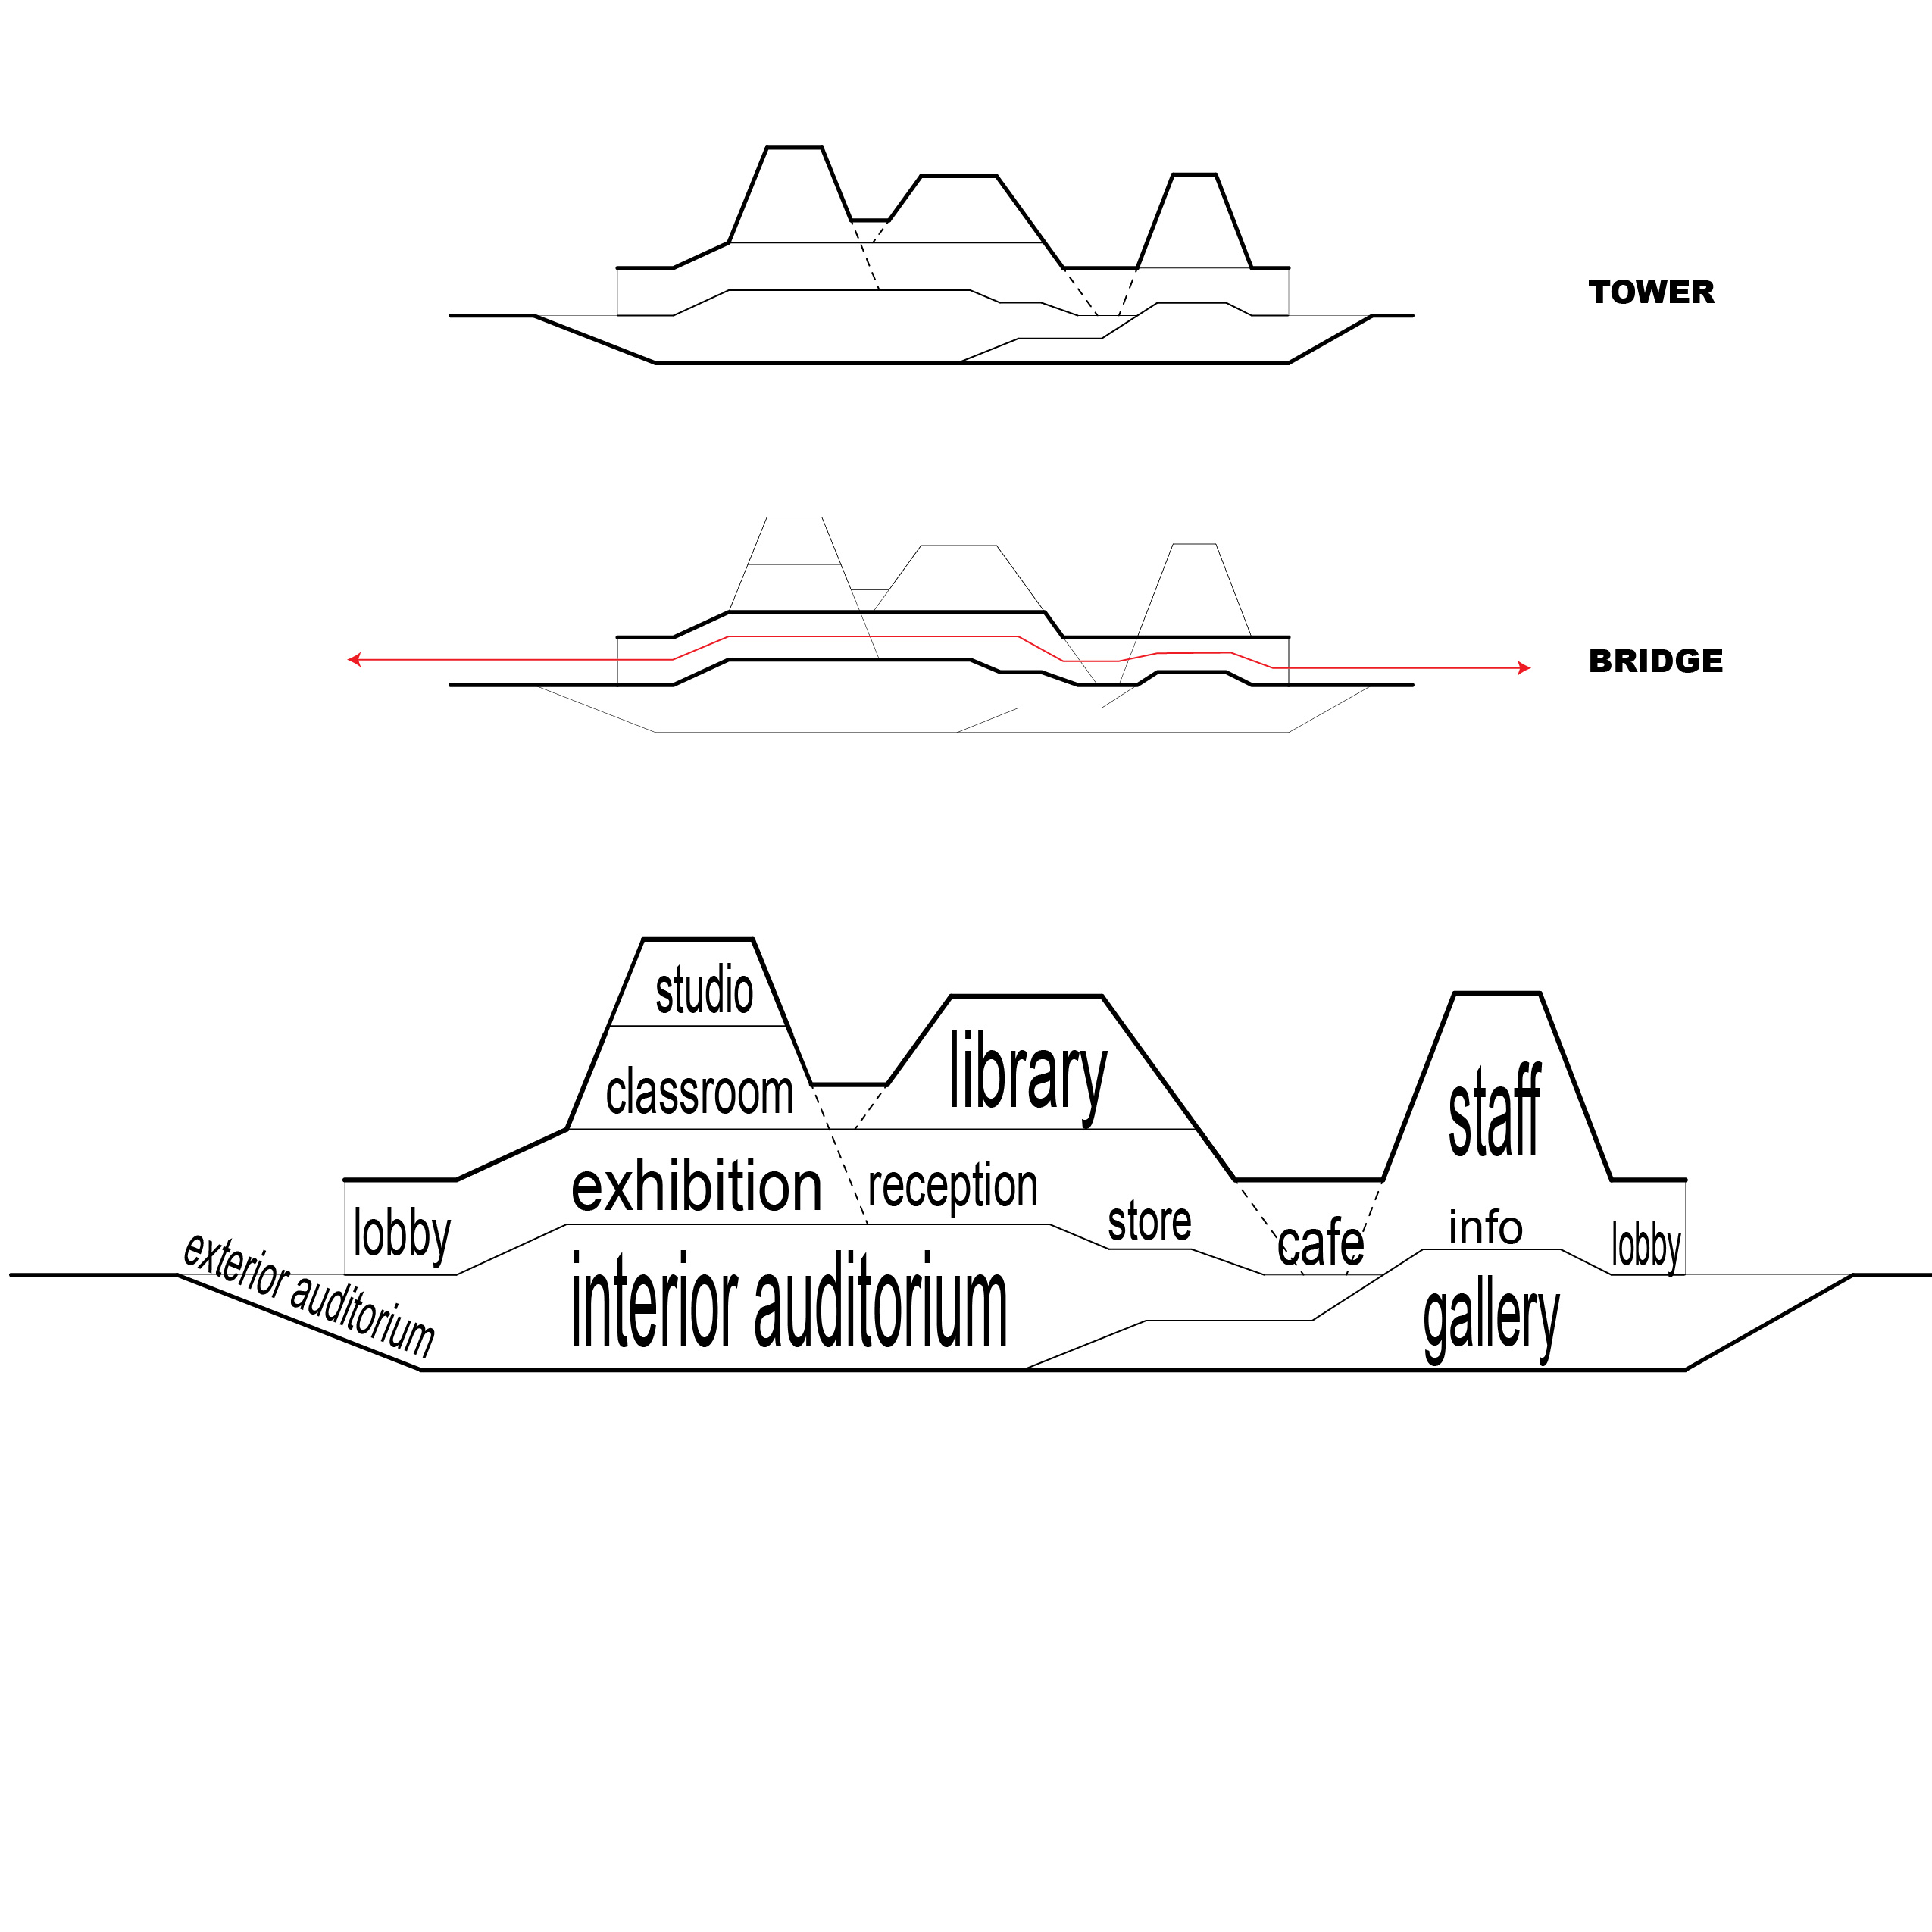 TOWER
BRIDGE
studio
classroom
library
staff
exhibition
reception
lobby
store
cafe
info
lobby
exterior auditorium
interior auditorium
gallery